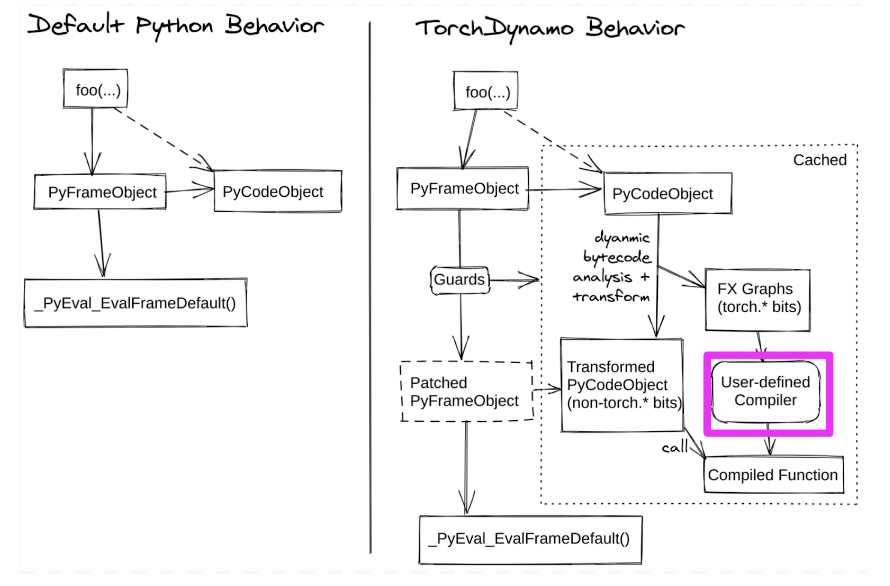 Default Python Behavior
foo(...)
PyFrameObject
PyCodeObject
_PyEval_EvalFrameDefault()
TorchDynamo Behavior
foo(...)
Cached
PyFrameObject
PyCodeObject
dyanmic
bytecode
analysis +
transform
Guards
FX Graphs
(torch.* bits)
Patched
PyFrameObject
Transformed
PyCodeObject
(non-torch.* bits)
User-defined
Compiler
call
Compiled Function
_PyEval_EvalFrameDefault()